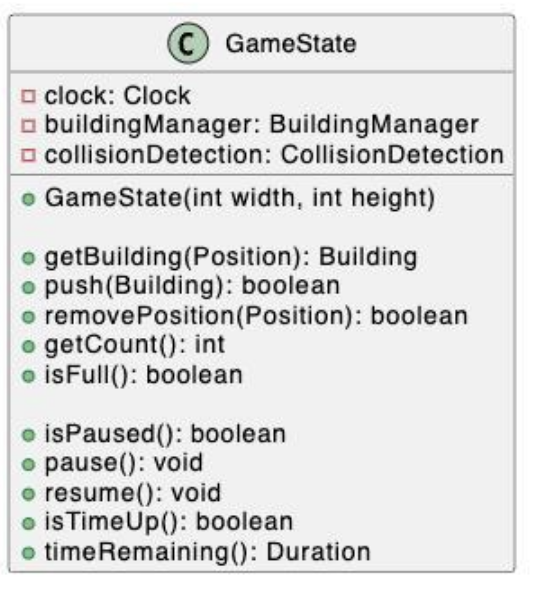 C GameState
clock: Clock
buildingManager: BuildingManager
collisionDetection: CollisionDetection
GameState(int width, int height)
getBuilding(Position): Building
push(Building): boolean
removePosition(Position): boolean
getCount(): int
isFull(): boolean
isPaused(): boolean
pause(): void
resume(): void
isTimeUp(): boolean
timeRemaining(): Duration